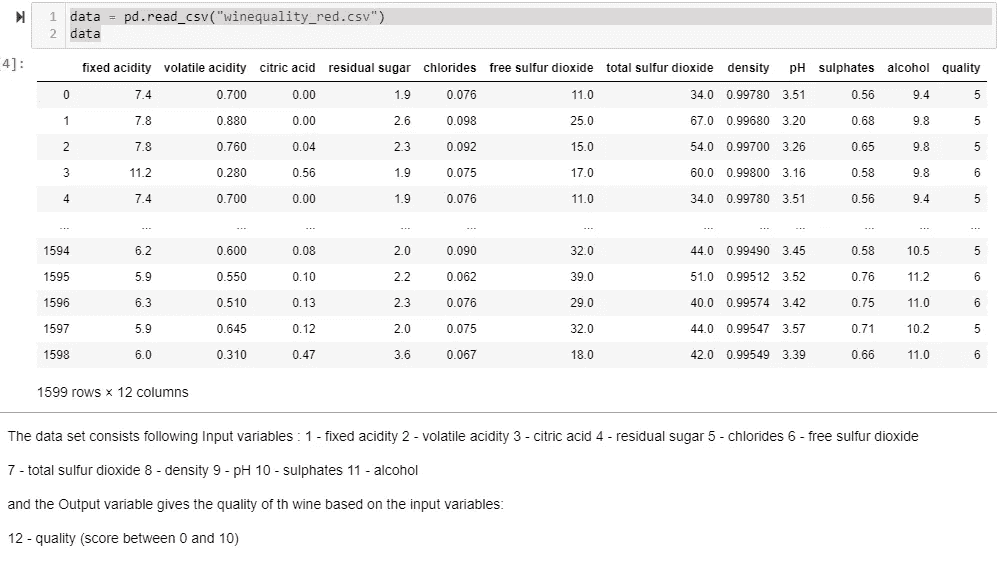 1 data = pd.read_csv("winequality_red.csv")
2 data
4]:
fixed acidity volatile acidity citric acid residual sugar chlorides free sulfur dioxide total sulfur dioxide density pH sulphates alcohol quality
0 7.4 0.700 0.00 1.9 0.076 11.0 34.0 0.99780 3.51 0.56 9.4 5
1 7.8 0.880 0.00 2.6 0.098 25.0 67.0 0.99680 3.20 0.68 9.8 5
2 7.8 0.760 0.04 2.3 0.092 15.0 54.0 0.99700 3.26 0.65 9.8 5
3 11.2 0.280 0.56 1.9 0.075 17.0 60.0 0.99800 3.16 0.58 9.8 6
4 7.4 0.700 0.00 1.9 0.076 11.0 34.0 0.99780 3.51 0.56 9.4 5
... ... ... ... ... ... ... ... ... ... ... ... ...
1594 6.2 0.600 0.08 2.0 0.090 32.0 44.0 0.99490 3.45 0.58 10.5 5
1595 5.9 0.550 0.10 2.2 0.062 39.0 51.0 0.99512 3.52 0.76 11.2 6
1596 6.3 0.510 0.13 2.3 0.076 29.0 40.0 0.99574 3.42 0.75 11.0 6
1597 5.9 0.645 0.12 2.0 0.075 32.0 44.0 0.99547 3.57 0.71 10.2 5
1598 6.0 0.310 0.47 3.6 0.067 18.0 42.0 0.99549 3.39 0.66 11.0 6
1599 rows × 12 columns
The data set consists following Input variables : 1 - fixed acidity 2 - volatile acidity 3 - citric acid 4 - residual sugar 5 - chlorides 6 - free sulfur dioxide
7 - total sulfur dioxide 8 - density 9 - pH 10 - sulphates 11 - alcohol
and the Output variable gives the quality of th wine based on the input variables:
12 - quality (score between 0 and 10)